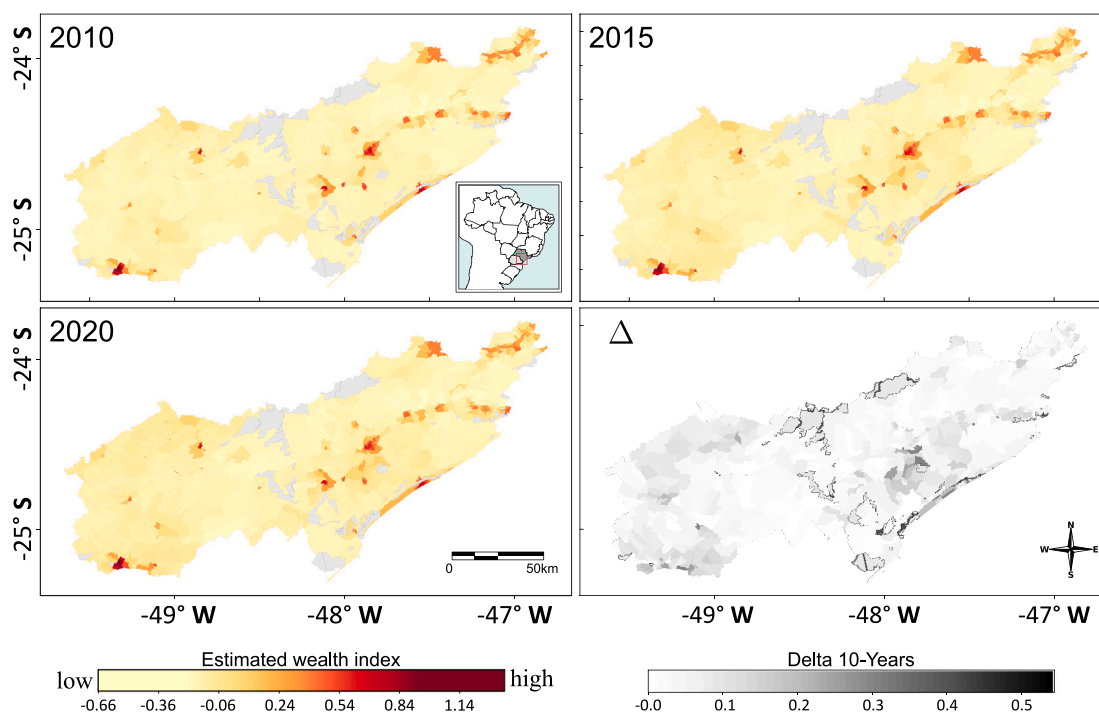 2010
2015
-24° S
-25° S
2020
Δ
-24° S
-25° S
N
W E
S
0 50km
-49° W -48° W -47° W
-49° W -48° W -47° W
Estimated wealth index
low high
-0.66 -0.36 -0.06 0.24 0.54 0.84 1.14
Delta 10-Years
-0.0 0.1 0.2 0.3 0.4 0.5